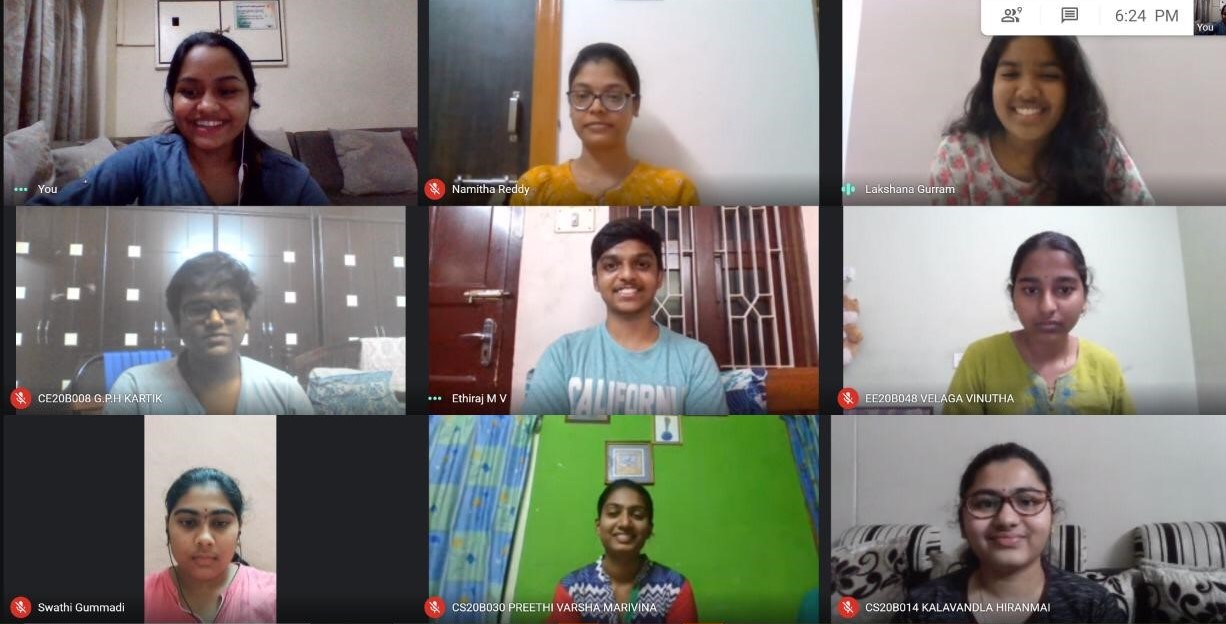 9
6:24 PM
You
You
Namitha Reddy
Lakshana Gurram
CE20B008 G.P.H KARTIK
Ethiraj M V
CALIFORNI
EE20B048 VELAGA VINUTHA
Swathi Gummadi
CS20B030 PREETHI VARSHA MARIVINA
CS20B014 KALAVANDLA HIRANMAI